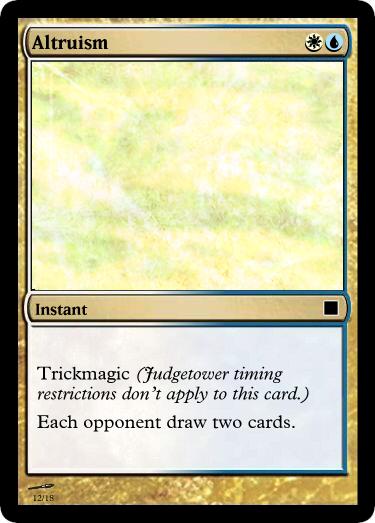 Altruism
Instant
Trickmagic (Judgetower timing
restrictions don't apply to this card.)
Each opponent draw two cards.
12/18